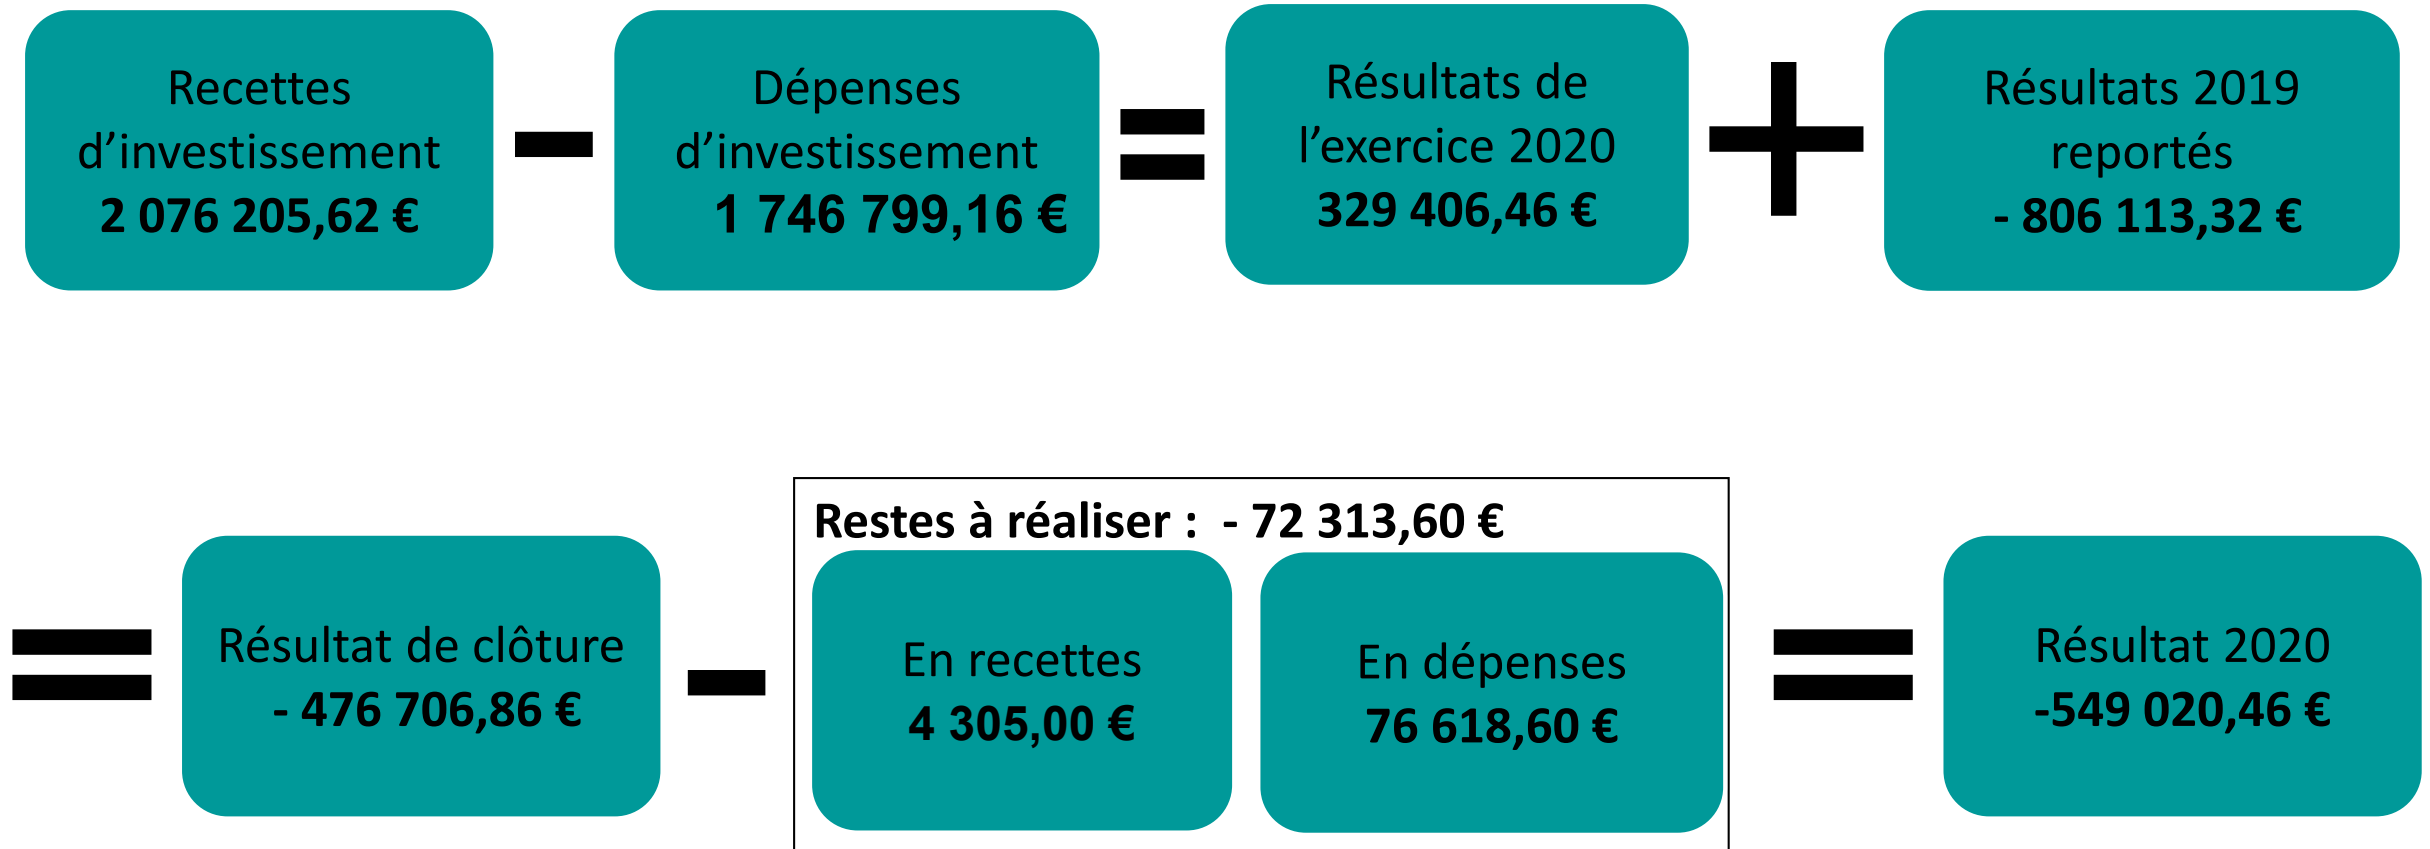 Recettes
d’investissement
2 076 205,62 €
Dépenses
d’investissement
1 746 799,16 €
Résultats de
l’exercice 2020
329 406,46 €
Résultats 2019
reportés
- 806 113,32 €
Résultat de clôture
- 476 706,86 €
Restes à réaliser :  - 72 313,60 €
En recettes
4 305,00 €
En dépenses
76 618,60 €
Résultat 2020
-549 020,46 €